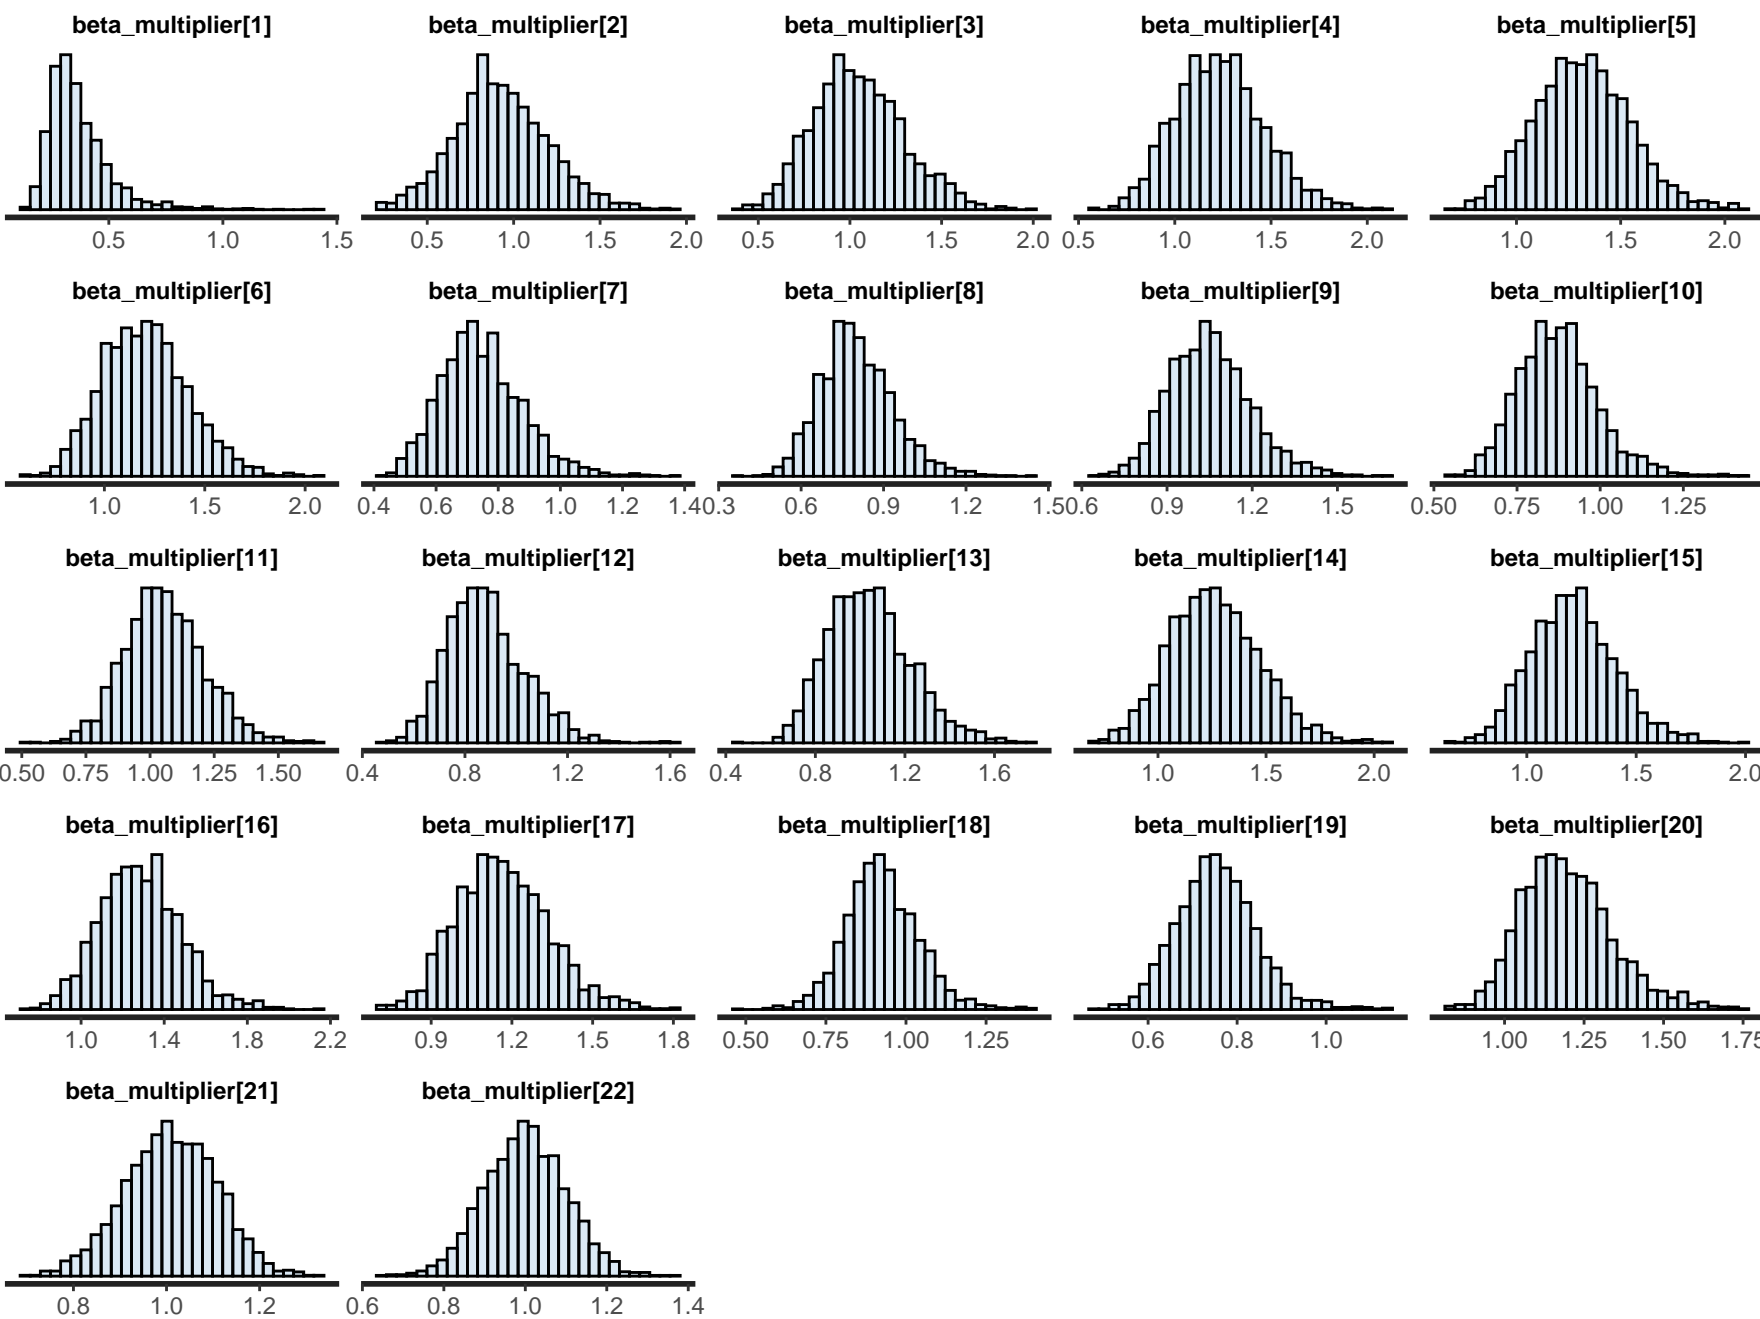 beta_multiplier[1] beta_multiplier[2] beta_multiplier[3] beta_multiplier[4] beta_multiplier[5]
0.5 1.0 1.5 0.5 1.0 1.5 2.0 0.5 1.0 1.5 2.0 0.5 1.0 1.5 2.0 1.0 1.5 2.0
beta_multiplier[6] beta_multiplier[7] beta_multiplier[8] beta_multiplier[9] beta_multiplier[10]
1.0 1.5 2.0 0.4 0.6 0.8 1.0 1.2 1.4 0.3 0.6 0.9 1.2 1.5 0.6 0.9 1.2 1.5 0.50 0.75 1.00 1.25
beta_multiplier[11] beta_multiplier[12] beta_multiplier[13] beta_multiplier[14] beta_multiplier[15]
0.50 0.75 1.00 1.25 1.50 0.4 0.8 1.2 1.6 0.4 0.8 1.2 1.6 1.0 1.5 2.0 1.0 1.5 2.0
beta_multiplier[16] beta_multiplier[17] beta_multiplier[18] beta_multiplier[19] beta_multiplier[20]
1.0 1.4 1.8 2.2 0.9 1.2 1.5 1.8 0.50 0.75 1.00 1.25 0.6 0.8 1.0 1.00 1.25 1.50 1.75
beta_multiplier[21] beta_multiplier[22]
0.8 1.0 1.2 0.6 0.8 1.0 1.2 1.4